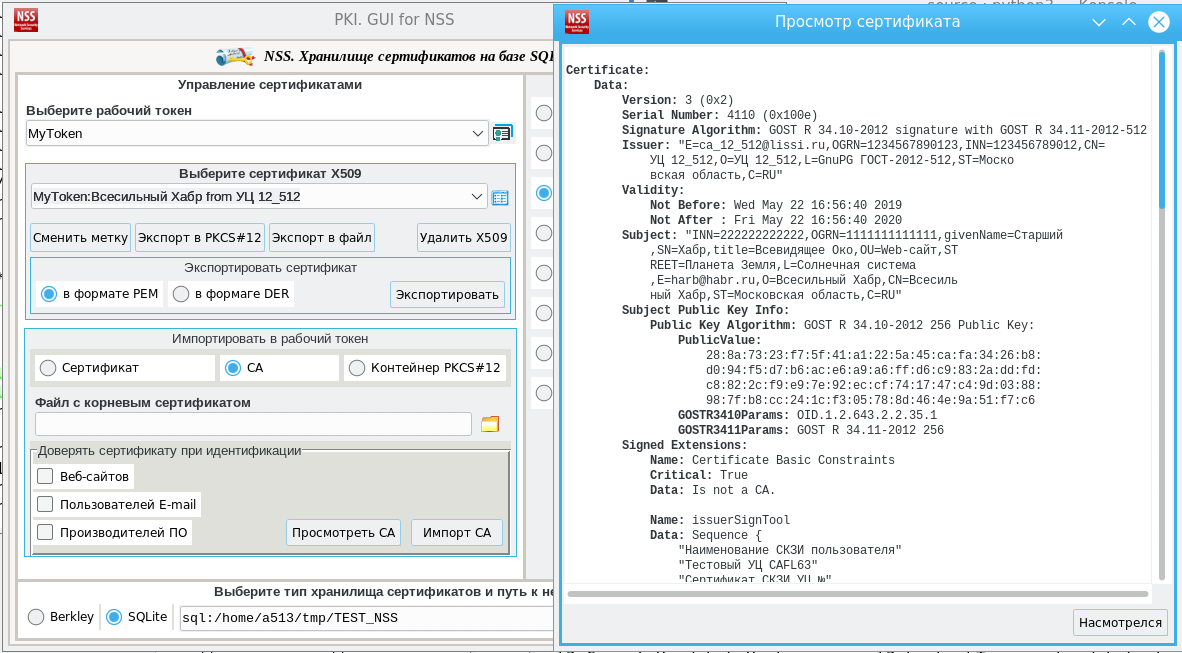 NSS
PKI. GUI for NSS
NSS. Хранилище сертификатов на базе SQ
Управление сертификатами
Выберите рабочий токен
MyToken
Выберите сертификат X509
MyToken:Всесильный Хабр from УЦ 12_512
Сменить метку
Экспорт в PKCS#12
Экспорт в файл
Удалить X509
Экспортировать сертификат
в формате PEM
в формаге DER
Экспортировать
Импортировать в рабочий токен
Сертификат
CA
Контейнер PKCS#12
Файл с корневым сертификатом
Доверять сертификату при идентификации
Веб-сайтов
Пользователей E-mail
Производителей ПО
Просмотреть CA
Импорт CA
Выберите тип хранилища сертификатов и путь к не
Berkley
SQLite
sql:/home/a513/tmp/TEST_NSS
NSS
Просмотр сертификата
Certificate:
Data:
Version: 3 (0x2)
Serial Number: 4110 (0x100e)
Signature Algorithm: GOST R 34.10-2012 signature with GOST R 34.11-2012-512
Issuer: "E=ca_12_512@lissi.ru,OGRN=1234567890123,INN=123456789012,CN=
УЦ 12_512,O=УЦ 12_512,L=GnuPG ГОСТ-2012-512,ST=Моско
вская область,C=RU"
Validity:
Not Before: Wed May 22 16:56:40 2019
Not After : Fri May 22 16:56:40 2020
Subject: "INN=222222222222,OGRN=1111111111111,givenName=Старший
,SN=Хабр,title=Всевидящее Око,OU=Web-сайт,ST
REET=Планета Земля,L=Солнечная система
,E=harb@habr.ru,O=Всесильный Хабр,CN=Всесиль
ный Хабр,ST=Московская область,C=RU"
Subject Public Key Info:
Public Key Algorithm: GOST R 34.10-2012 256 Public Key:
PublicValue:
28:8a:73:23:f7:5f:41:a1:22:5a:45:ca:fa:34:26:b8:
d0:94:f5:d7:b6:ac:e6:a9:a6:ff:d6:c9:83:2a:dd:fd:
c8:82:2c:f9:e9:7e:92:ec:cf:74:17:47:c4:9d:03:88:
98:7f:b8:cc:24:1c:f3:05:78:8d:46:4e:9a:51:f7:c6
GOSTR3410Params: OID.1.2.643.2.2.35.1
GOSTR3411Params: GOST R 34.11-2012 256
Signed Extensions:
Name: Certificate Basic Constraints
Critical: True
Data: Is not a CA.
Name: issuerSignTool
Data: Sequence {
"Наименование СКЗИ пользователя"
"Тестовый УЦ CAFL63"
"Сертификат СКЗИ УЦ №"
Насмотрелся